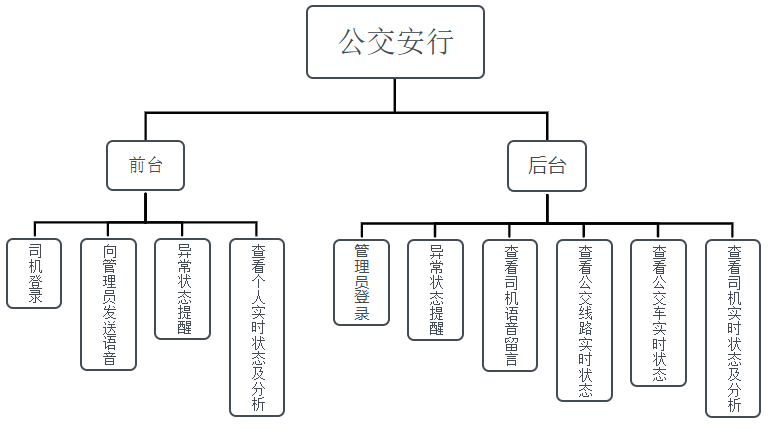 公交安行
前台
后台
司机登录
向管理员发送语音
异常状态提醒
查看个人实时状态及分析
管理员登录
异常状态提醒
查看司机语音留言
查看公交线路实时状态
查看公交车实时状态
查看司机实时状态及分析